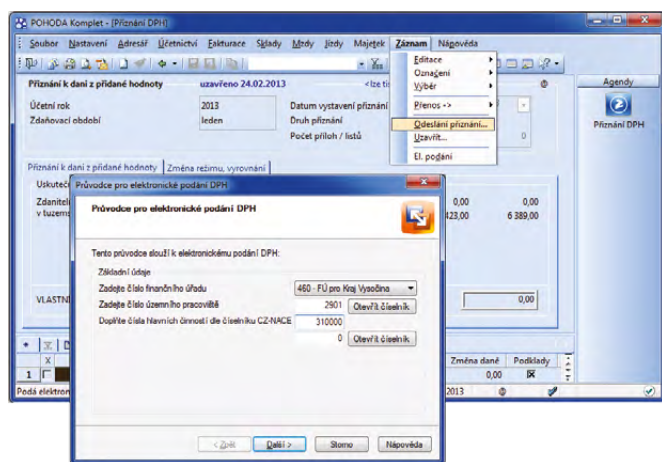 POHODA Komplet - [Přiznání DPH]
Soubor Nastavení Adresář Účetnictví Fakturace Sklady Mzdy Jízdy Majetek Záznam Nápověda
Editace
Označení
Výběr
Přenos ->
Odeslání přiznání...
Uzavřít...
El. podání
Agendy
Přiznání DPH
Přiznání k dani z přidané hodnoty uzavřeno 24.02.2013
Účetní rok 2013 Datum vystavení přiznání
Zdaňovací období leden Druh přiznání
Počet příloh / listů 0
Přiznání k dani z přidané hodnoty Změna režimu, vyrovnání
Zdanitel 0,00 0,00
v tuzems 423,00 6 389,00
VLASTN 0,00
X Změna daně Podklady
1 0,00
2013
Průvodce pro elektronické podání DPH
Průvodce pro elektronické podání DPH
Tento průvodce slouží k elektronickému podání DPH:
Základní údaje
Zadejte číslo finančního úřadu 460 - FÚ pro Kraj Vysočina
Zadejte číslo územního pracoviště 2901 Otevřít číselník
Doplňte čísla hlavních činností dle číselníku CZ-NACE 310000
0 Otevřít číselník
< Zpět Další > Storno Nápověda